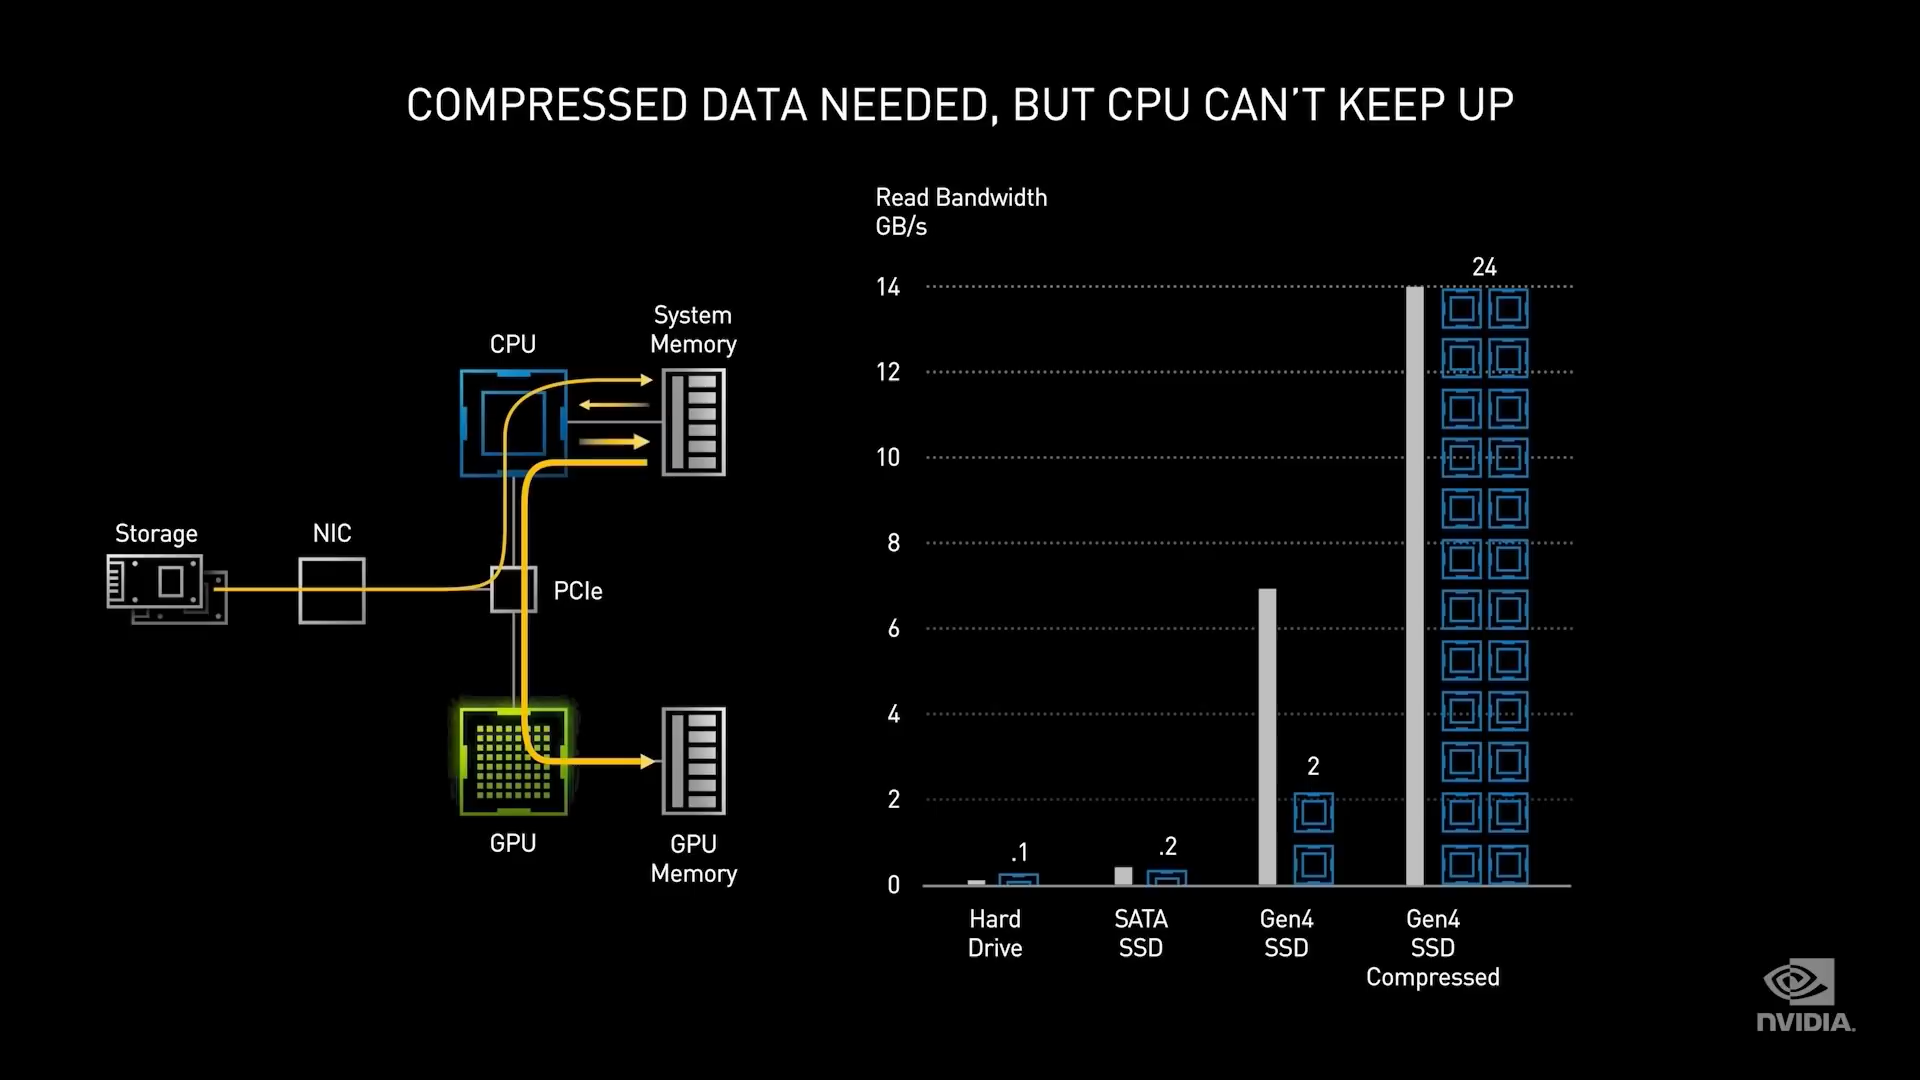 COMPRESSED DATA NEEDED, BUT CPU CAN'T KEEP UP
System
Memory
CPU
Storage
NIC
PCIe
GPU
GPU
Memory
Read Bandwidth
GB/s
14
12
10
8
6
4
2
0
.1
.2
2
24
Hard
Drive
SATA
SSD
Gen4
SSD
Gen4
SSD
Compressed
NVIDIA.